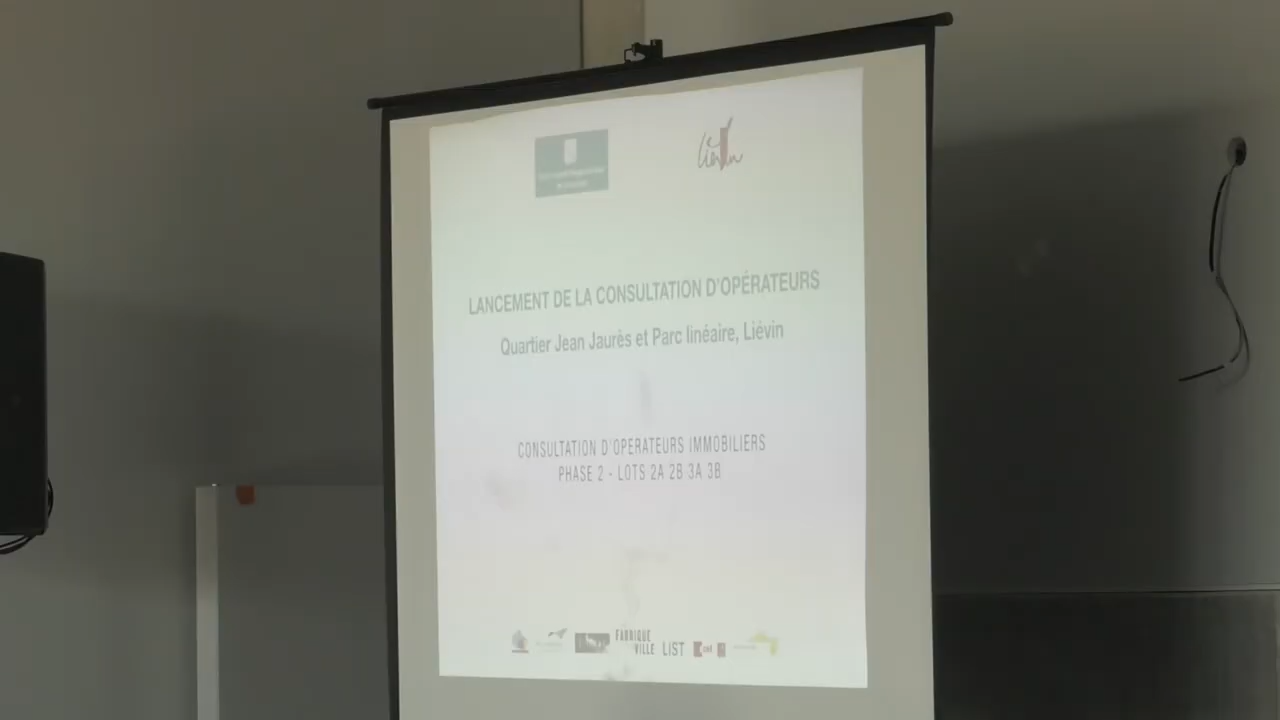 Liévin
LANCEMENT DE LA CONSULTATION D'OPÉRATEURS
Quartier Jean Jaurès et Parc linéaire, Liévin
CONSULTATION D'OPERATEURS IMMOBILIERS
PHASE 2 - LOTS 2A 2B 3A 3B
FABRIQUE
VILLE
LIST